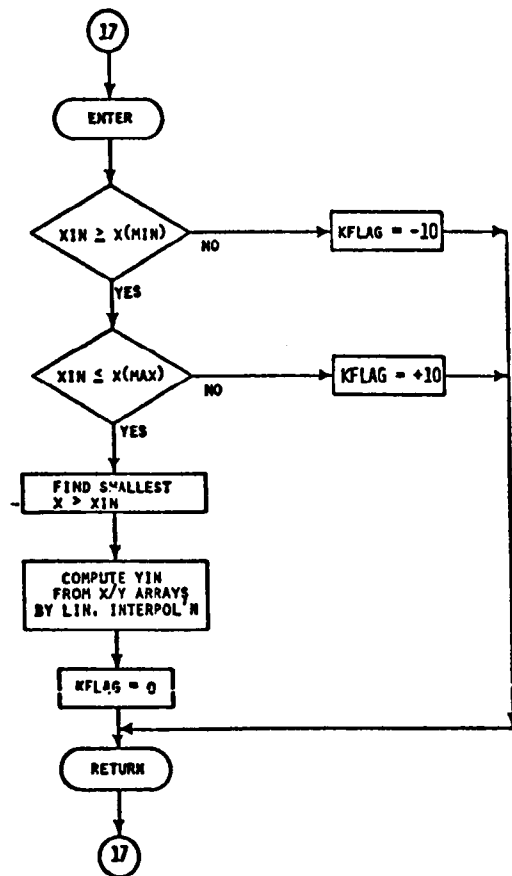 17
ENTER
XIN ≥ X(MIN)
NO
KFLAG = -10
YES
XIN ≤ X(MAX)
NO
KFLAG = +10
YES
FIND SMALLEST
X > XIN
COMPUTE YIN
FROM X/Y ARRAYS
BY LIN. INTERPOL'N
KFLAG = 0
RETURN
17